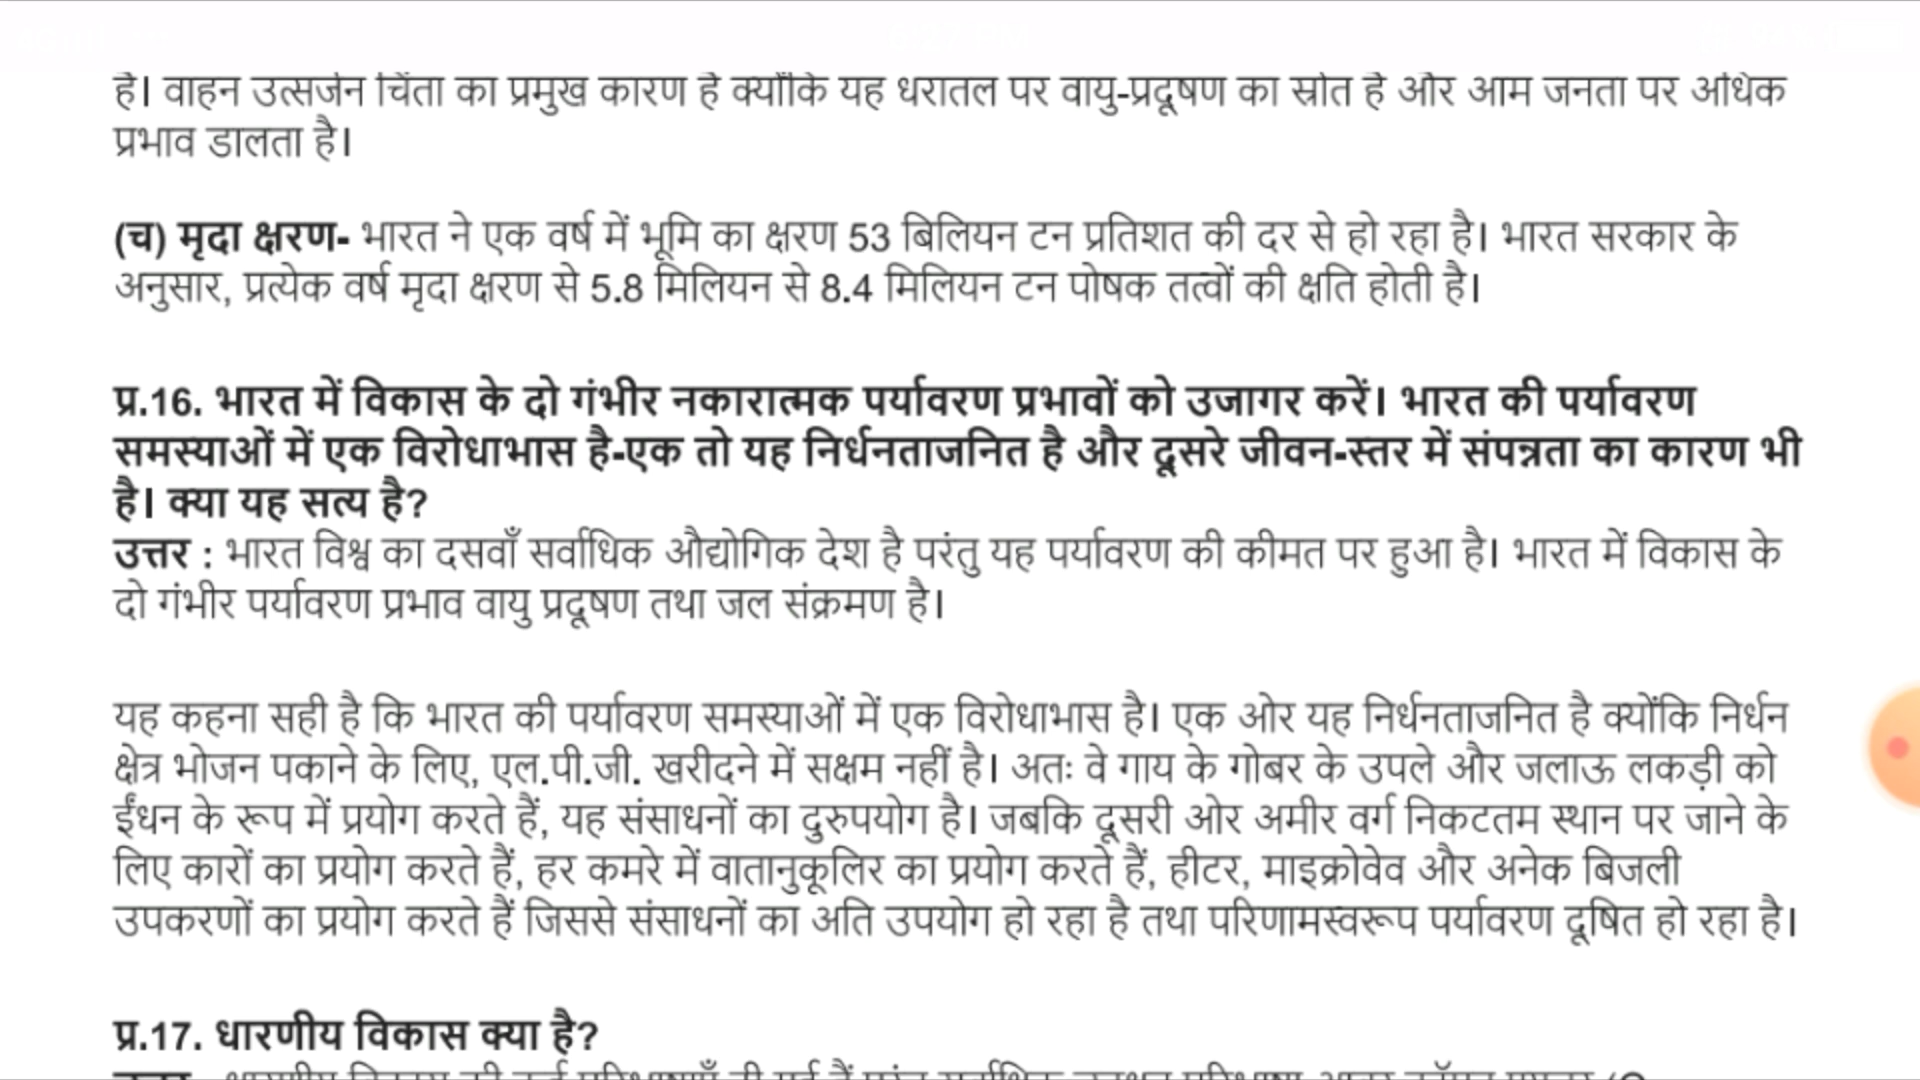 है। वाहन उत्सर्जन चिंता का प्रमुख कारण है क्योंकि यह धरातल पर वायु-प्रदूषण का स्रोत है और आम जनता पर अधिक
प्रभाव डालता है।
(च) मृदा क्षरण- भारत ने एक वर्ष में भूमि का क्षरण 53 बिलियन टन प्रतिशत की दर से हो रहा है। भारत सरकार के
अनुसार, प्रत्येक वर्ष मृदा क्षरण से 5.8 मिलियन से 8.4 मिलियन टन पोषक तत्वों की क्षति होती है।
प्र.16. भारत में विकास के दो गंभीर नकारात्मक पर्यावरण प्रभावों को उजागर करें। भारत की पर्यावरण
समस्याओं में एक विरोधाभास है-एक तो यह निर्धनताजनित है और दूसरे जीवन-स्तर में संपन्नता का कारण भी
है। क्या यह सत्य है?
उत्तर : भारत विश्व का दसवाँ सर्वाधिक औद्योगिक देश है परंतु यह पर्यावरण की कीमत पर हुआ है। भारत में विकास के
दो गंभीर पर्यावरण प्रभाव वायु प्रदूषण तथा जल संक्रमण है।
यह कहना सही है कि भारत की पर्यावरण समस्याओं में एक विरोधाभास है। एक ओर यह निर्धनताजनित है क्योंकि निर्धन
क्षेत्र भोजन पकाने के लिए, एल.पी.जी. खरीदने में सक्षम नहीं है। अतः वे गाय के गोबर के उपले और जलाऊ लकड़ी को
ईंधन के रूप में प्रयोग करते हैं, यह संसाधनों का दुरुपयोग है। जबकि दूसरी ओर अमीर वर्ग निकटतम स्थान पर जाने के
लिए कारों का प्रयोग करते हैं, हर कमरे में वातानुकूलिर का प्रयोग करते हैं, हीटर, माइक्रोवेव और अनेक बिजली
उपकरणों का प्रयोग करते हैं जिससे संसाधनों का अति उपयोग हो रहा है तथा परिणामस्वरूप पर्यावरण दूषित हो रहा है।
प्र.17. धारणीय विकास क्या है?